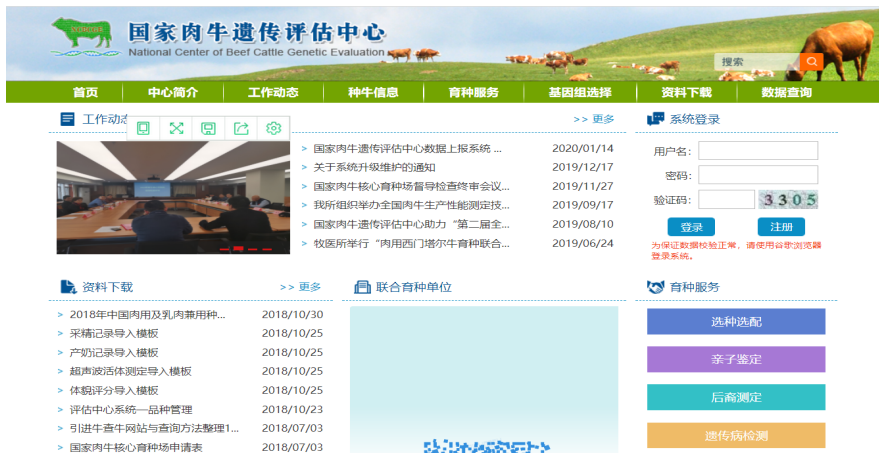 国家肉牛遗传评估中心
National Center of Beef Cattle Genetic Evaluation
搜索
首页 中心简介 工作动态 种牛信息 育种服务 基因组选择 资料下载 数据查询
工作动态
>> 更多
> 国家肉牛遗传评估中心数据上报系统 ... 2020/01/14
> 关于系统升级维护的通知 2019/12/17
> 国家肉牛核心育种场督导检查终审会议... 2019/11/27
> 我所组织举办全国肉牛生产性能测定技... 2019/09/17
> 国家肉牛遗传评估中心助力“第二届全... 2019/08/10
> 牧医所举行“肉用西门塔尔牛育种联合... 2019/06/24
系统登录
用户名:
密码:
验证码: 3305
登录 注册
为保证数据校验正常, 请使用谷歌浏览器
登录系统。
资料下载 >> 更多
> 2018年中国肉用及乳肉兼用种... 2018/10/30
> 采精记录导入模板 2018/10/25
> 产奶记录导入模板 2018/10/25
> 超声波活体测定导入模板 2018/10/25
> 体貌评分导入模板 2018/10/25
> 评估中心系统—品种管理 2018/10/23
> 引进牛查牛网站与查询方法整理1... 2018/07/03
> 国家肉牛核心育种场申请表 2018/07/03
联合育种单位
育种服务
选种选配
亲子鉴定
后裔测定
遗传病检测